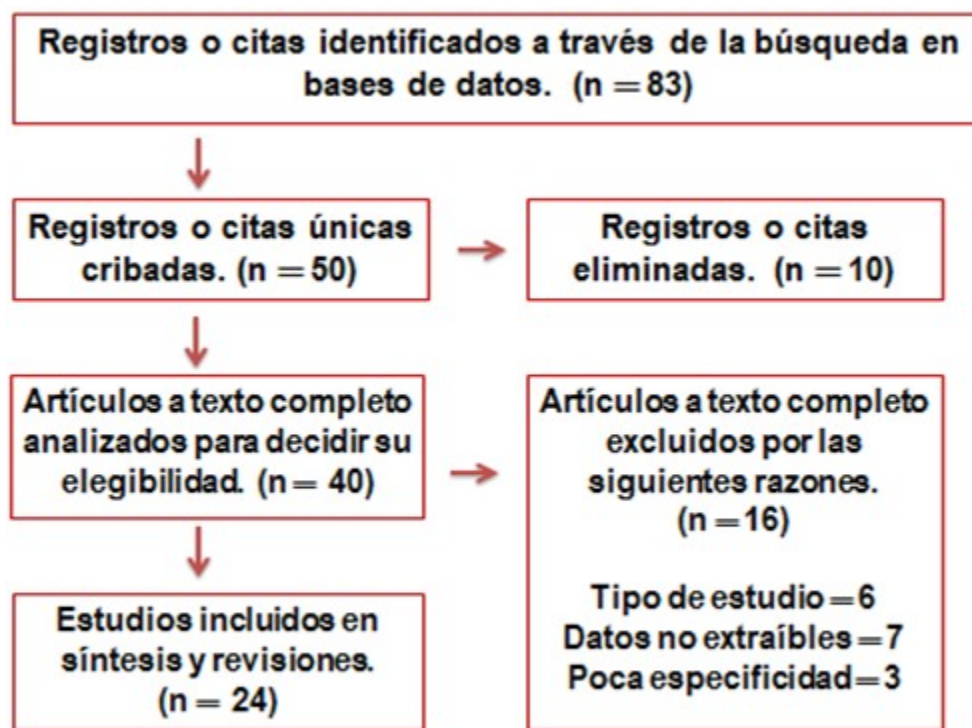 Registros o citas identificados a través de la búsqueda en
bases de datos. (n = 83)
Registros o citas únicas
cribadas. (n = 50)
Registros o citas
eliminadas. (n = 10)
Artículos a texto completo
analizados para decidir su
elegibilidad. (n = 40)
Artículos a texto completo
excluidos por las
siguientes razones.
(n = 16)
Tipo de estudio = 6
Datos no extraíbles = 7
Poca especificidad = 3
Estudios incluidos en
síntesis y revisiones.
(n = 24)